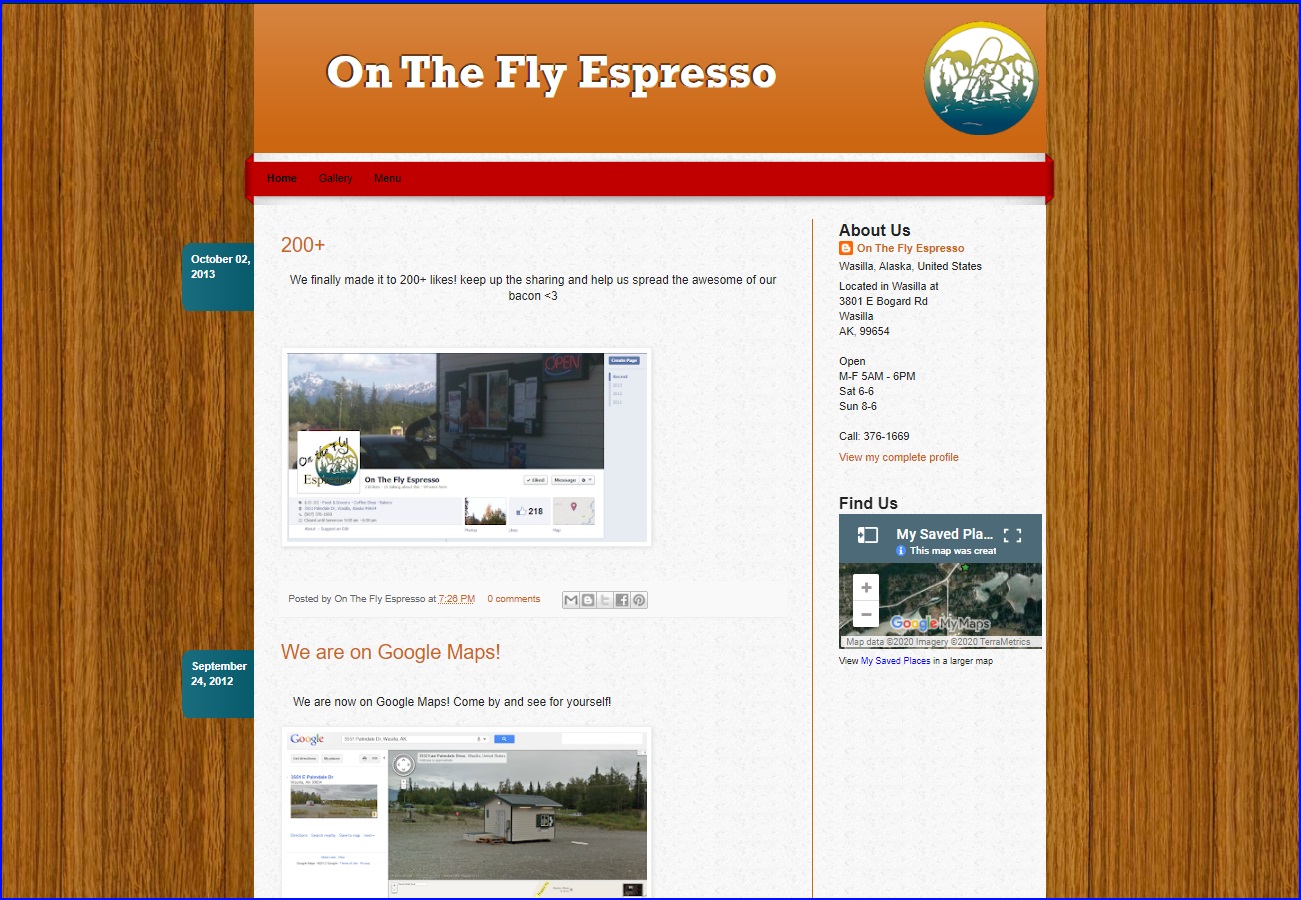 On The Fly Espresso
Home
Gallery
Menu
October 02, 2013
200+
We finally made it to 200+ likes! keep up the sharing and help us spread the awesome of our
bacon <3
OPEN
Create Page
On the fly
Espresso
On The Fly Espresso
Liked
Message
218
Posted by On The Fly Espresso at 7:26 PM
0 comments
September 24, 2012
We are on Google Maps!
We are now on Google Maps! Come by and see for yourself!
Google
About Us
On The Fly Espresso
Wasilla, Alaska, United States
Located in Wasilla at
3801 E Bogard Rd
Wasilla
AK, 99654
Open
M-F 5AM - 6PM
Sat 6-6
Sun 8-6
Call: 376-1669
View my complete profile
Find Us
My Saved Pla...
This map was creat
+
−
Google My Maps
Map data ©2020 Imagery ©2020 TerraMetrics
View My Saved Places in a larger map